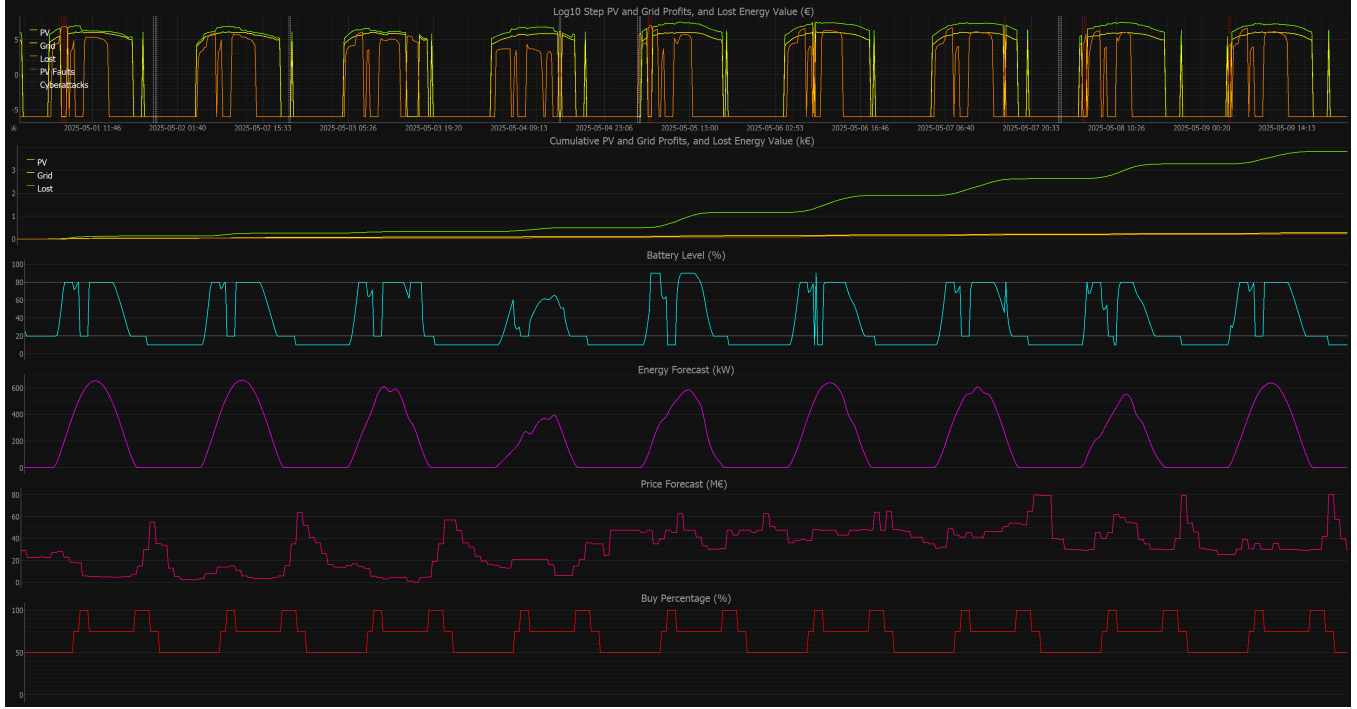 Log10 Step PV and Grid Profits, and Lost Energy Value (€)
PV
Grid
Lost
PV Faults
Cyberattacks
5
0
-5
2025-05-01 11:46 2025-05-02 01:40 2025-05-02 15:33 2025-05-03 05:26 2025-05-03 19:20 2025-05-04 09:13 2025-05-04 23:06 2025-05-05 13:00 2025-05-06 02:53 2025-05-06 16:46 2025-05-07 06:40 2025-05-07 20:33 2025-05-08 10:26 2025-05-09 00:20 2025-05-09 14:13
Cumulative PV and Grid Profits, and Lost Energy Value (k€)
PV
Grid
Lost
3
2
1
0
Battery Level (%)
100
80
60
40
20
0
Energy Forecast (kW)
600
400
200
0
Price Forecast (M€)
80
60
40
20
0
Buy Percentage (%)
100
50
0